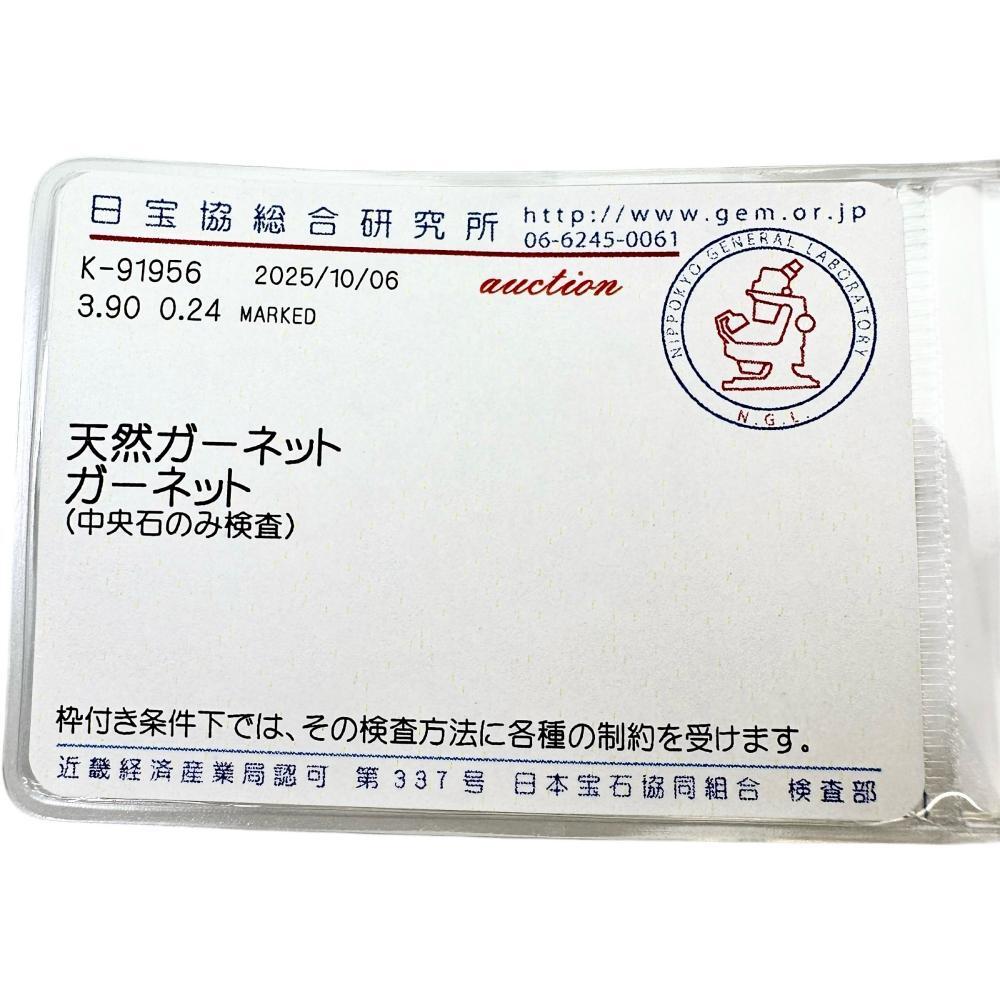 日宝協総合研究所 http://www.gem.or.jp
06-6245-0061
K-91956 2025/10/06 auction
3.90 0.24 MARKED
NIPPOKYO GENERAL LABORATORY
N.G.L.
天然ガーネット
ガーネット
(中央石のみ検査)
枠付き条件下では、その検査方法に各種の制約を受けます。
近畿経済産業局認可 第337号 日本宝石協同組合 検査部